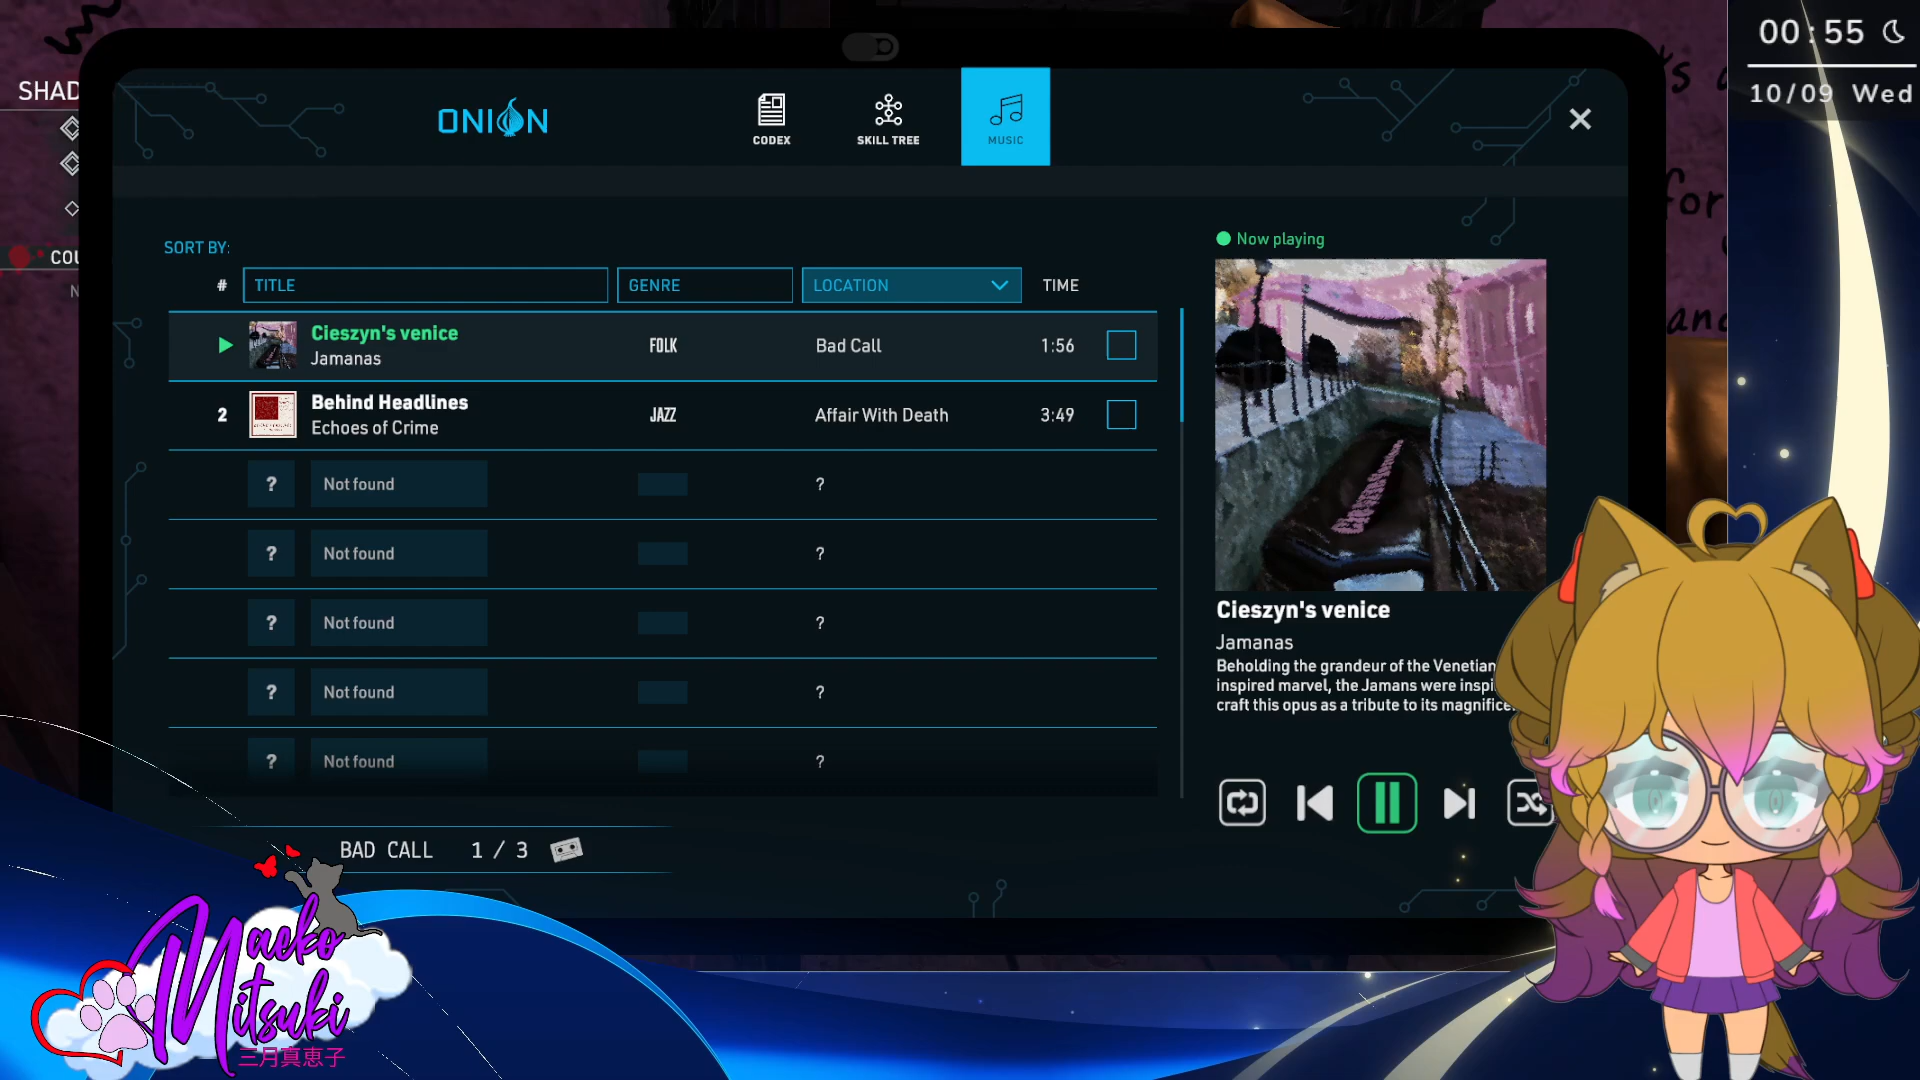 SHAD
COU
N
ONION
CODEX
SKILL TREE
MUSIC
00:55
10/09 Wed
SORT BY:
# TITLE GENRE LOCATION TIME
Cieszyn's venice
Jamanas
FOLK Bad Call 1:56
2
Behind Headlines
Echoes of Crime
JAZZ Affair With Death 3:49
? Not found ?
? Not found ?
? Not found ?
? Not found ?
? Not found ?
BAD CALL 1 / 3
Now playing
Cieszyn's venice
Jamanas
Beholding the grandeur of the Venetian
inspired marvel, the Jamans were inspi
craft this opus as a tribute to its magnifice
for
and
Maeko
Mitsuki
三月真恵子